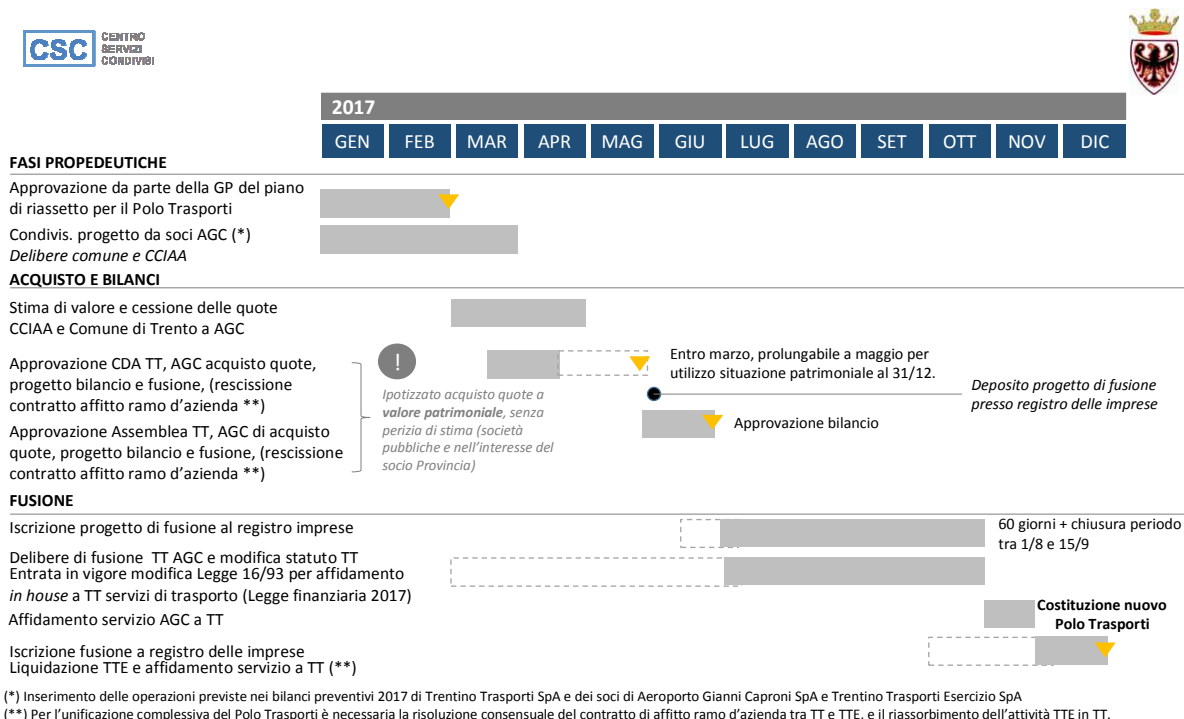 CSC
CENTRO
SERVIZI
CONDIVISI
2017
GEN FEB MAR APR MAG GIU LUG AGO SET OTT NOV DIC
FASI PROPEDEUTICHE
Approvazione da parte della GP del piano
di riassetto per il Polo Trasporti
Condivis. progetto da soci AGC (*)
Delibere comune e CCIAA
ACQUISTO E BILANCI
Stima di valore e cessione delle quote
CCIAA e Comune di Trento a AGC
Approvazione CDA TT, AGC acquisto quote,
progetto bilancio e fusione, (rescissione
contratto affitto ramo d'azienda **)
Approvazione Assemblea TT, AGC di acquisto
quote, progetto bilancio e fusione, (rescissione
contratto affitto ramo d'azienda **)
!
Ipotizzato acquisto quote a
valore patrimoniale, senza
perizia di stima (società
pubbliche e nell'interesse del
socio Provincia)
Entro marzo, prolungabile a maggio per
utilizzo situazione patrimoniale al 31/12.
Deposito progetto di fusione
presso registro delle imprese
Approvazione bilancio
FUSIONE
Iscrizione progetto di fusione al registro imprese
60 giorni + chiusura periodo
tra 1/8 e 15/9
Delibere di fusione TT AGC e modifica statuto TT
Entrata in vigore modifica Legge 16/93 per affidamento
in house a TT servizi di trasporto (Legge finanziaria 2017)
Affidamento servizio AGC a TT
Costituzione nuovo
Polo Trasporti
Iscrizione fusione a registro delle imprese
Liquidazione TTE e affidamento servizio a TT (**)
(*) Inserimento delle operazioni previste nei bilanci preventivi 2017 di Trentino Trasporti SpA e dei soci di Aeroporto Gianni Caproni SpA e Trentino Trasporti Esercizio SpA
(**) Per l'unificazione complessiva del Polo Trasporti è necessaria la risoluzione consensuale del contratto di affitto ramo d'azienda tra TT e TTE, e il riassorbimento dell'attività TTE in TT.